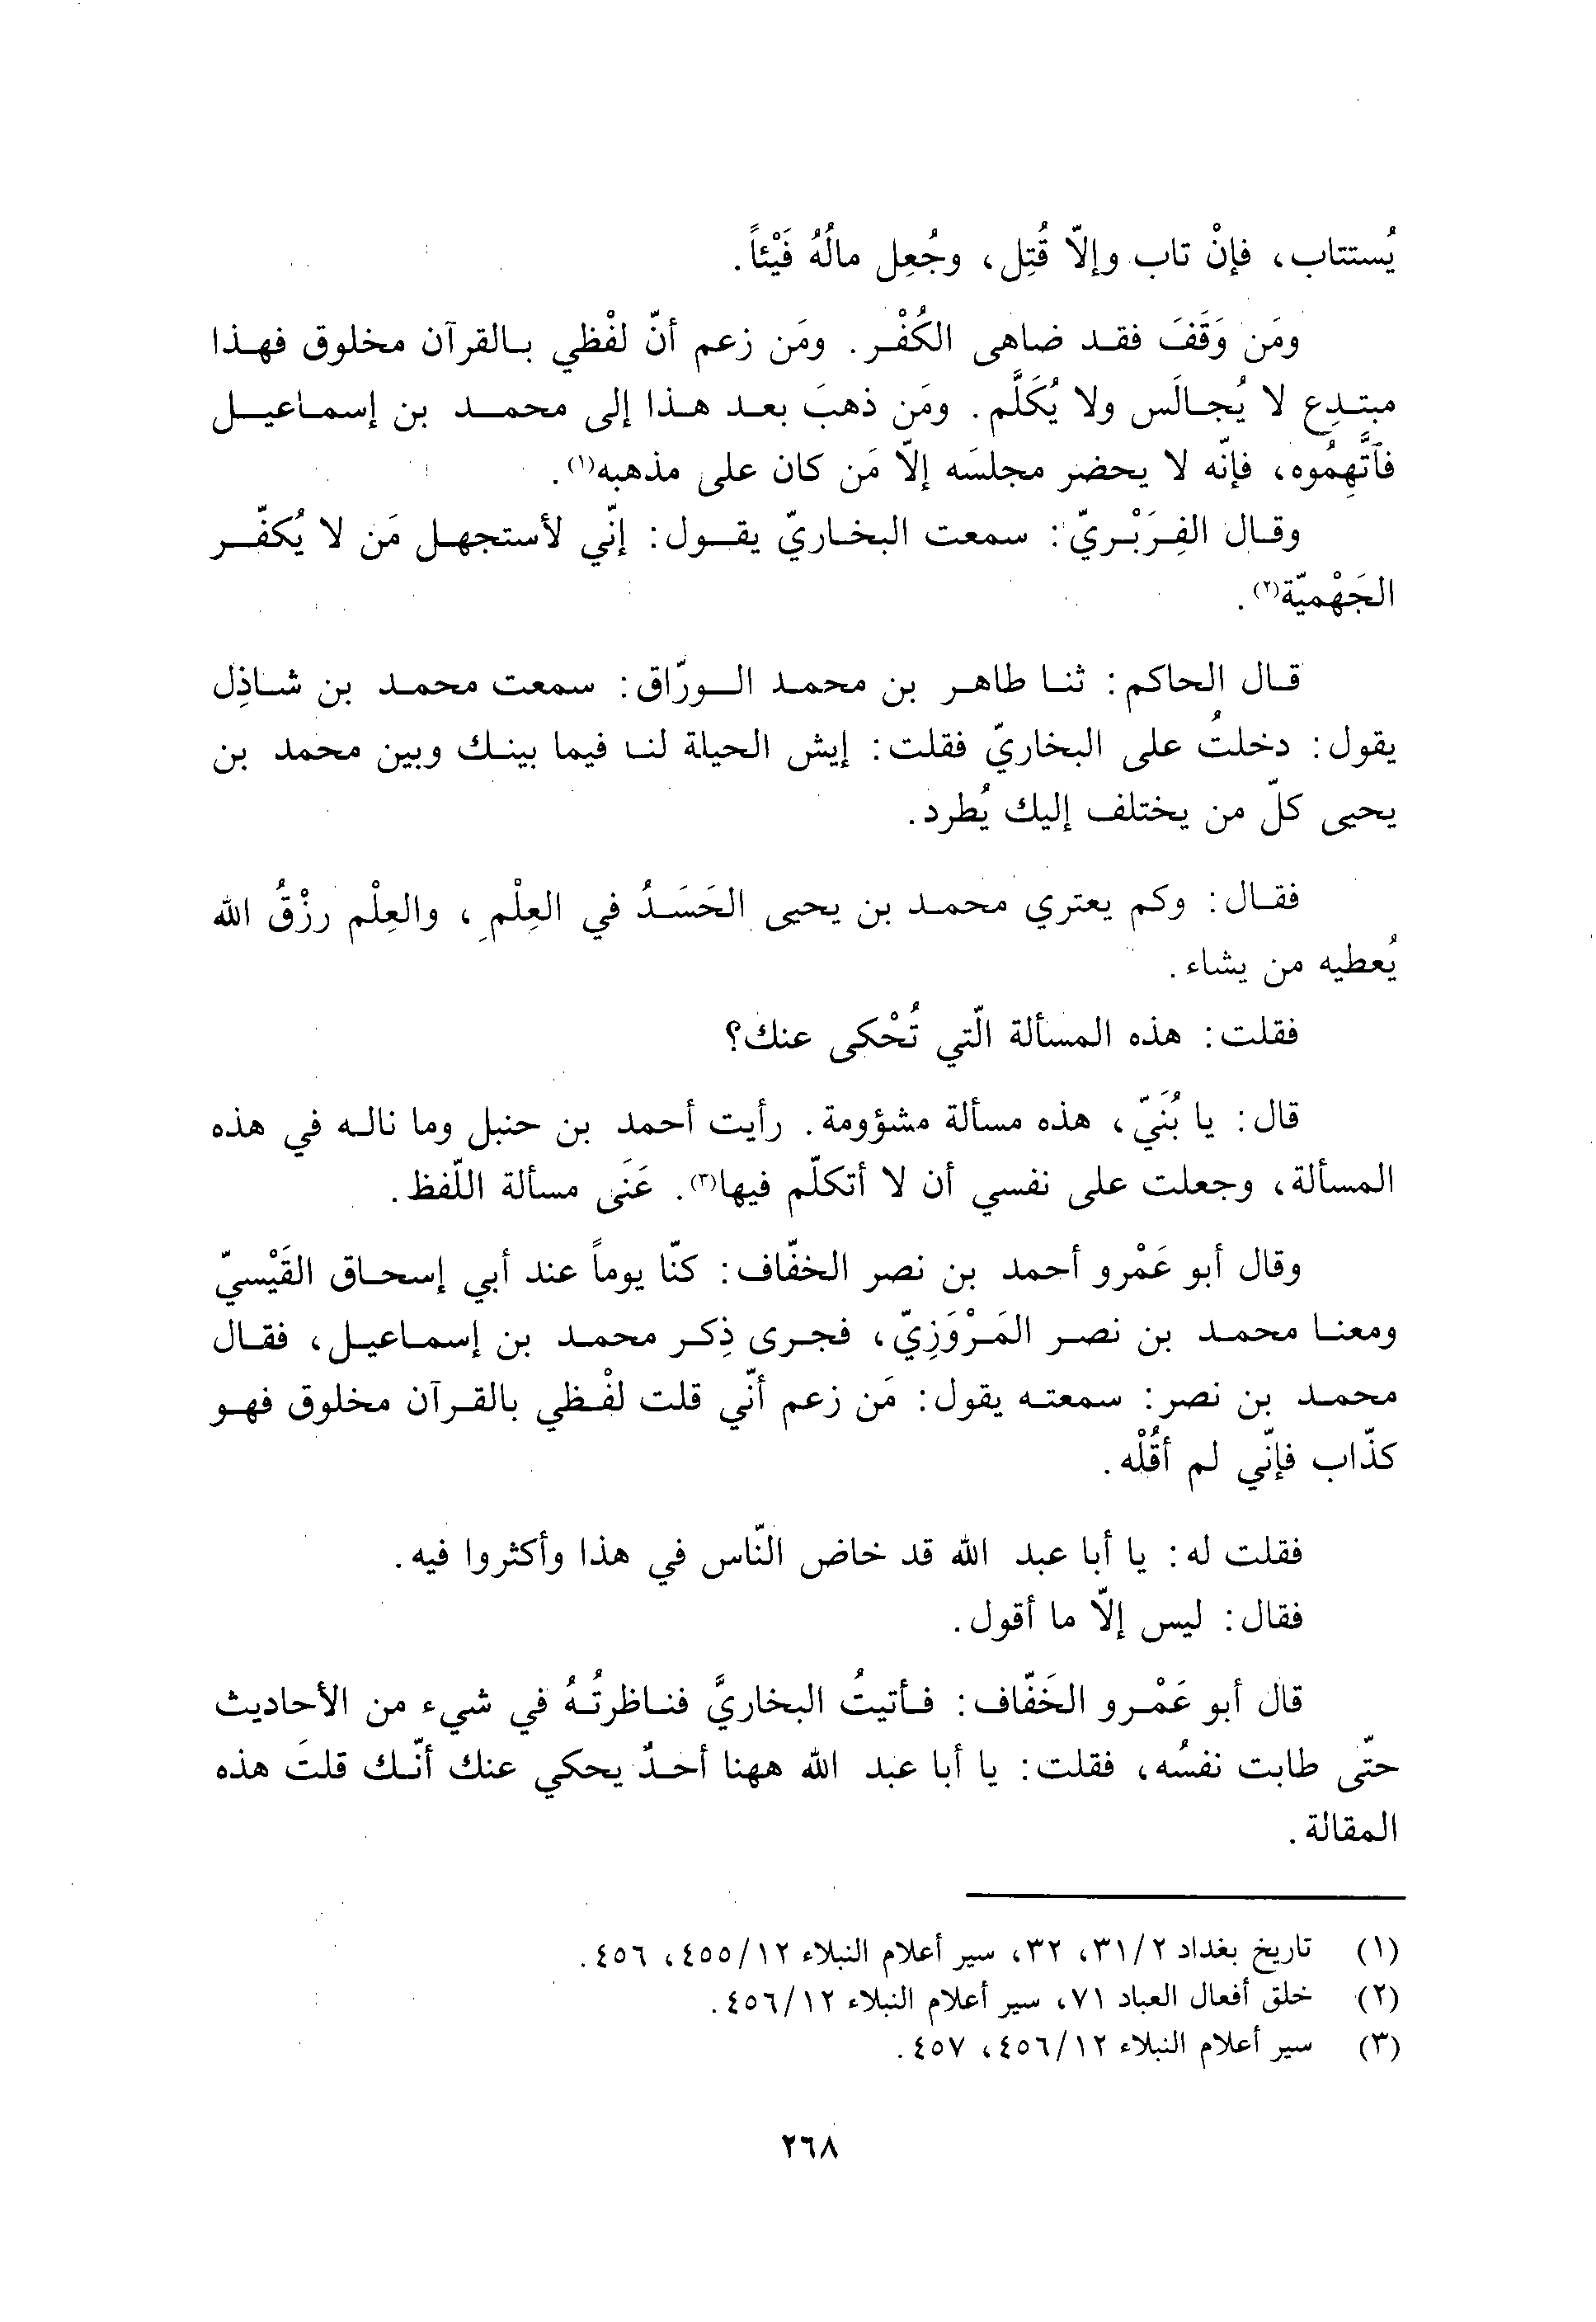 يُستتاب، فإنْ تاب وإلاّ قُتِل، وجُعِل مالُهُ فَيْئاً.
ومَن وَقَفَ فقد ضاهى الكُفْر. ومَن زعم أنّ لفْظي بالقرآن مخلوق فهذا
مبتدِع لا يُجالَس ولا يُكَلَّم. ومَن ذهبَ بعد هذا إلى محمد بن إسماعيل
فآتَّهِمُوه، فإنّه لا يحضر مجلسَه إلاّ مَن كان على مذهبه(١).
وقال الفِرَبْريّ: سمعت البخاريّ يقول: إنّي لأستجهل مَن لا يُكفّر
الجَهْميّة(٢).
قال الحاكم: ثنا طاهر بن محمد الورّاق: سمعت محمد بن شاذِل
يقول: دخلتُ على البخاريّ فقلت: إيش الحيلة لنا فيما بينك وبين محمد بن
يحيى كلّ من يختلف إليك يُطرد.
فقال: وكم يعتري محمد بن يحيى الحَسَدُ في العِلْمِ، والعِلْم رزْقُ الله
يُعطيه من يشاء.
فقلت: هذه المسألة الّتي تُحْكى عنك؟
قال: يا بُنَيّ، هذه مسألة مشؤومة. رأيت أحمد بن حنبل وما ناله في هذه
المسألة، وجعلت على نفسي أن لا أتكلّم فيها(٣). عَنَى مسألة اللّفظ.
وقال أبو عَمْرو أحمد بن نصر الخفّاف: كنّا يوماً عند أبي إسحاق القَيْسيّ
ومعنا محمد بن نصر المَرْوَزِيّ، فجرى ذِكر محمد بن إسماعيل، فقال
محمد بن نصر: سمعته يقول: مَن زعم أنّي قلت لفْظي بالقرآن مخلوق فهو
كذّاب فإنّي لم أقُلْه.
فقلت له: يا أبا عبد الله قد خاض النّاس في هذا وأكثروا فيه.
فقال: ليس إلاّ ما أقول.
قال أبو عَمْرو الخَفّاف: فأتيتُ البخاريَّ فناظرتُهُ في شيء من الأحاديث
حتّى طابت نفسُه، فقلت: يا أبا عبد الله ههنا أحدٌ يحكي عنك أنّك قلتَ هذه
المقالة.
(١) تاريخ بغداد ٣١/٢، ٣٢، سير أعلام النبلاء ٤٥٥/١٢، ٤٥٦.
(٢) خلق أفعال العباد ٧١، سير أعلام النبلاء ٤٥٦/١٢.
(٣) سير أعلام النبلاء ٤٥٦/١٢، ٤٥٧.
٢٦٨